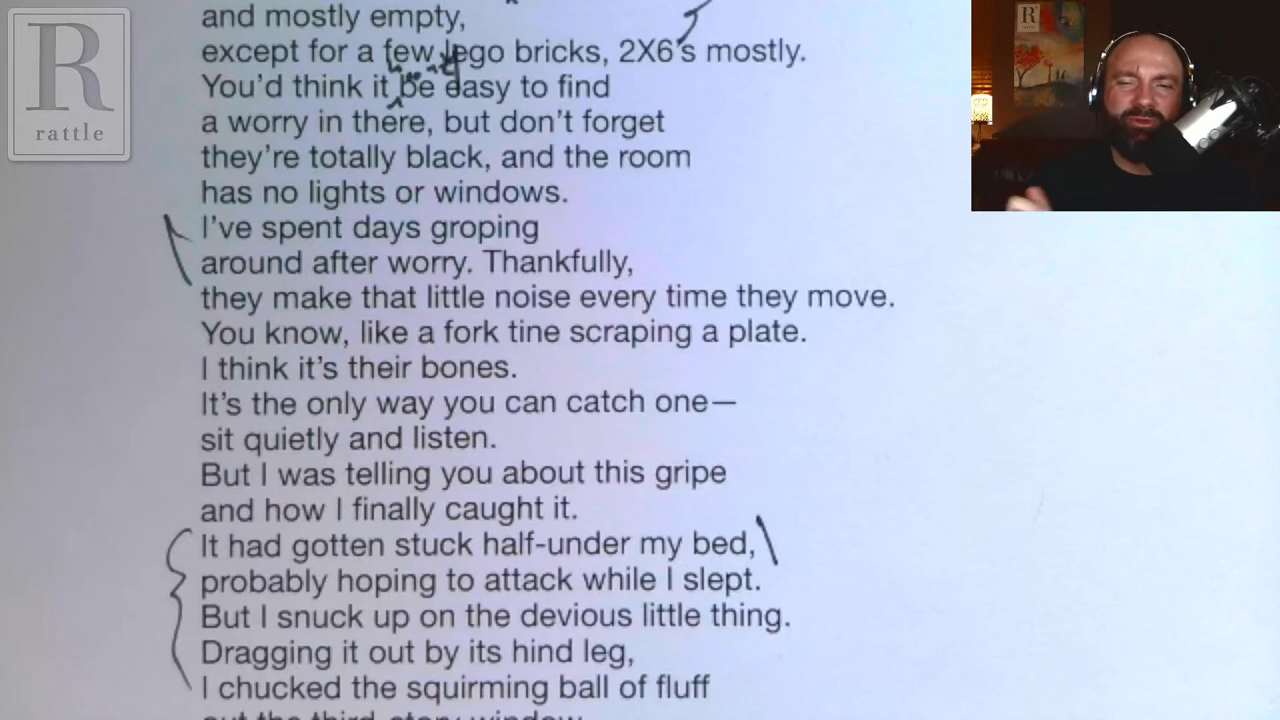 R
rattle
and mostly empty,
except for a few lego bricks, 2X6's mostly.
You'd think it be easy to find
a worry in there, but don't forget
they're totally black, and the room
has no lights or windows.
I've spent days groping
around after worry. Thankfully,
they make that little noise every time they move.
You know, like a fork tine scraping a plate.
I think it's their bones.
It's the only way you can catch one—
sit quietly and listen.
But I was telling you about this gripe
and how I finally caught it.
It had gotten stuck half-under my bed,
probably hoping to attack while I slept.
But I snuck up on the devious little thing.
Dragging it out by its hind leg,
I chucked the squirming ball of fluff
out the third-story window